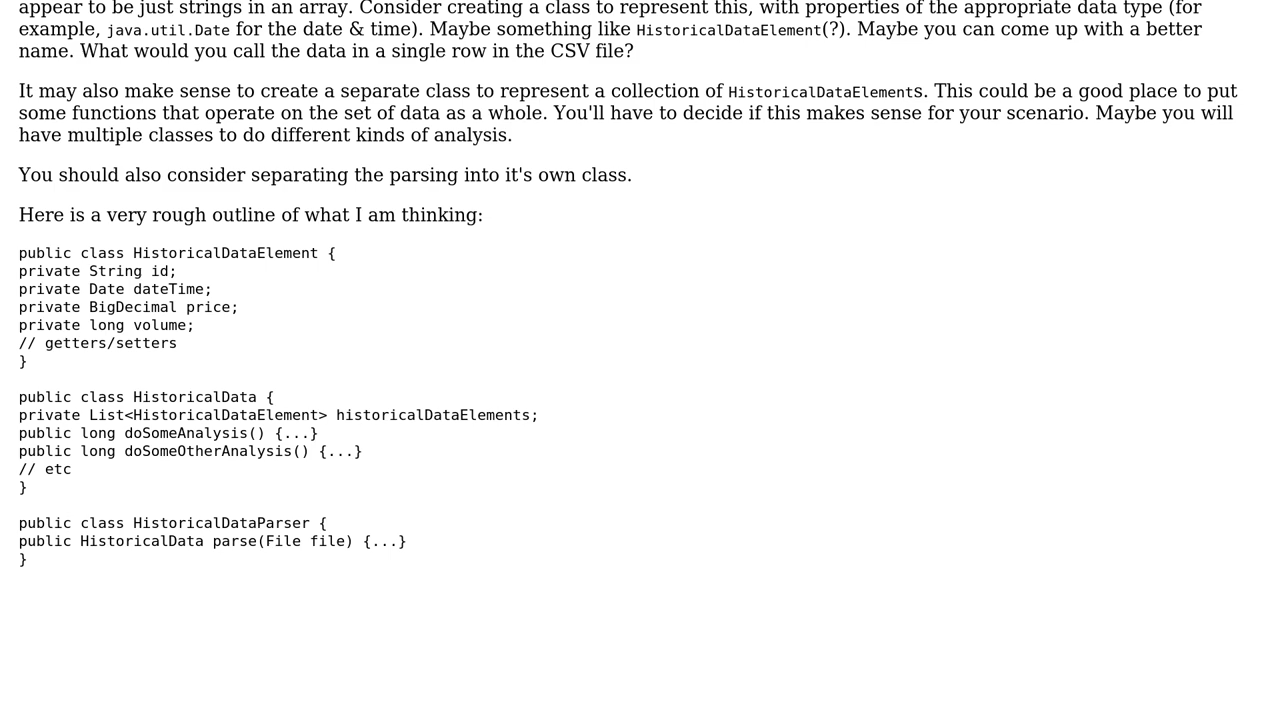 appear to be just strings in an array. Consider creating a class to represent this, with properties of the appropriate data type (for
example, java.util.Date for the date & time). Maybe something like HistoricalDataElement(?). Maybe you can come up with a better
name. What would you call the data in a single row in the CSV file?
It may also make sense to create a separate class to represent a collection of HistoricalDataElements. This could be a good place to put
some functions that operate on the set of data as a whole. You'll have to decide if this makes sense for your scenario. Maybe you will
have multiple classes to do different kinds of analysis.
You should also consider separating the parsing into it's own class.
Here is a very rough outline of what I am thinking:
public class HistoricalDataElement {
private String id;
private Date dateTime;
private BigDecimal price;
private long volume;
// getters/setters
}
public class HistoricalData {
private List<HistoricalDataElement> historicalDataElements;
public long doSomeAnalysis() {...}
public long doSomeOtherAnalysis() {...}
// etc
}
public class HistoricalDataParser {
public HistoricalData parse(File file) {...}
}